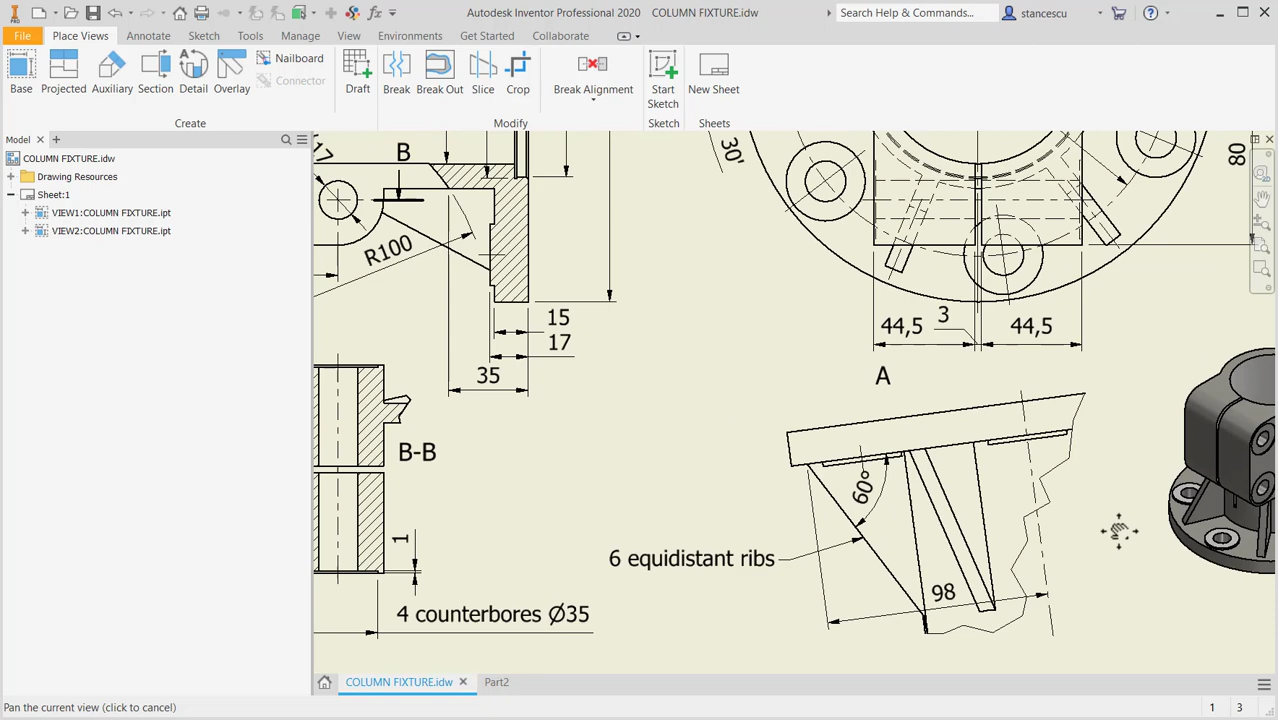 PRO
Autodesk Inventor Professional 2020 COLUMN FIXTURE.idw
Search Help & Commands...
stancescu
File Place Views Annotate Sketch Tools Manage View Environments Get Started Collaborate
Base
Projected
Auxiliary
Section
Detail
Overlay
Nailboard
Connector
Draft
Break
Break Out
Slice
Crop
Break Alignment
Start Sketch
New Sheet
Create
Modify
Sketch
Sheets
Model
COLUMN FIXTURE.idw
Drawing Resources
Sheet:1
VIEW1:COLUMN FIXTURE.ipt
VIEW2:COLUMN FIXTURE.ipt
17
B
R100
15
17
35
B-B
1
4 counterbores Ø35
30'
80
44,5
3
44,5
A
60°
6 equidistant ribs
98
COLUMN FIXTURE.idw
Part2
Pan the current view (click to cancel)
1 3